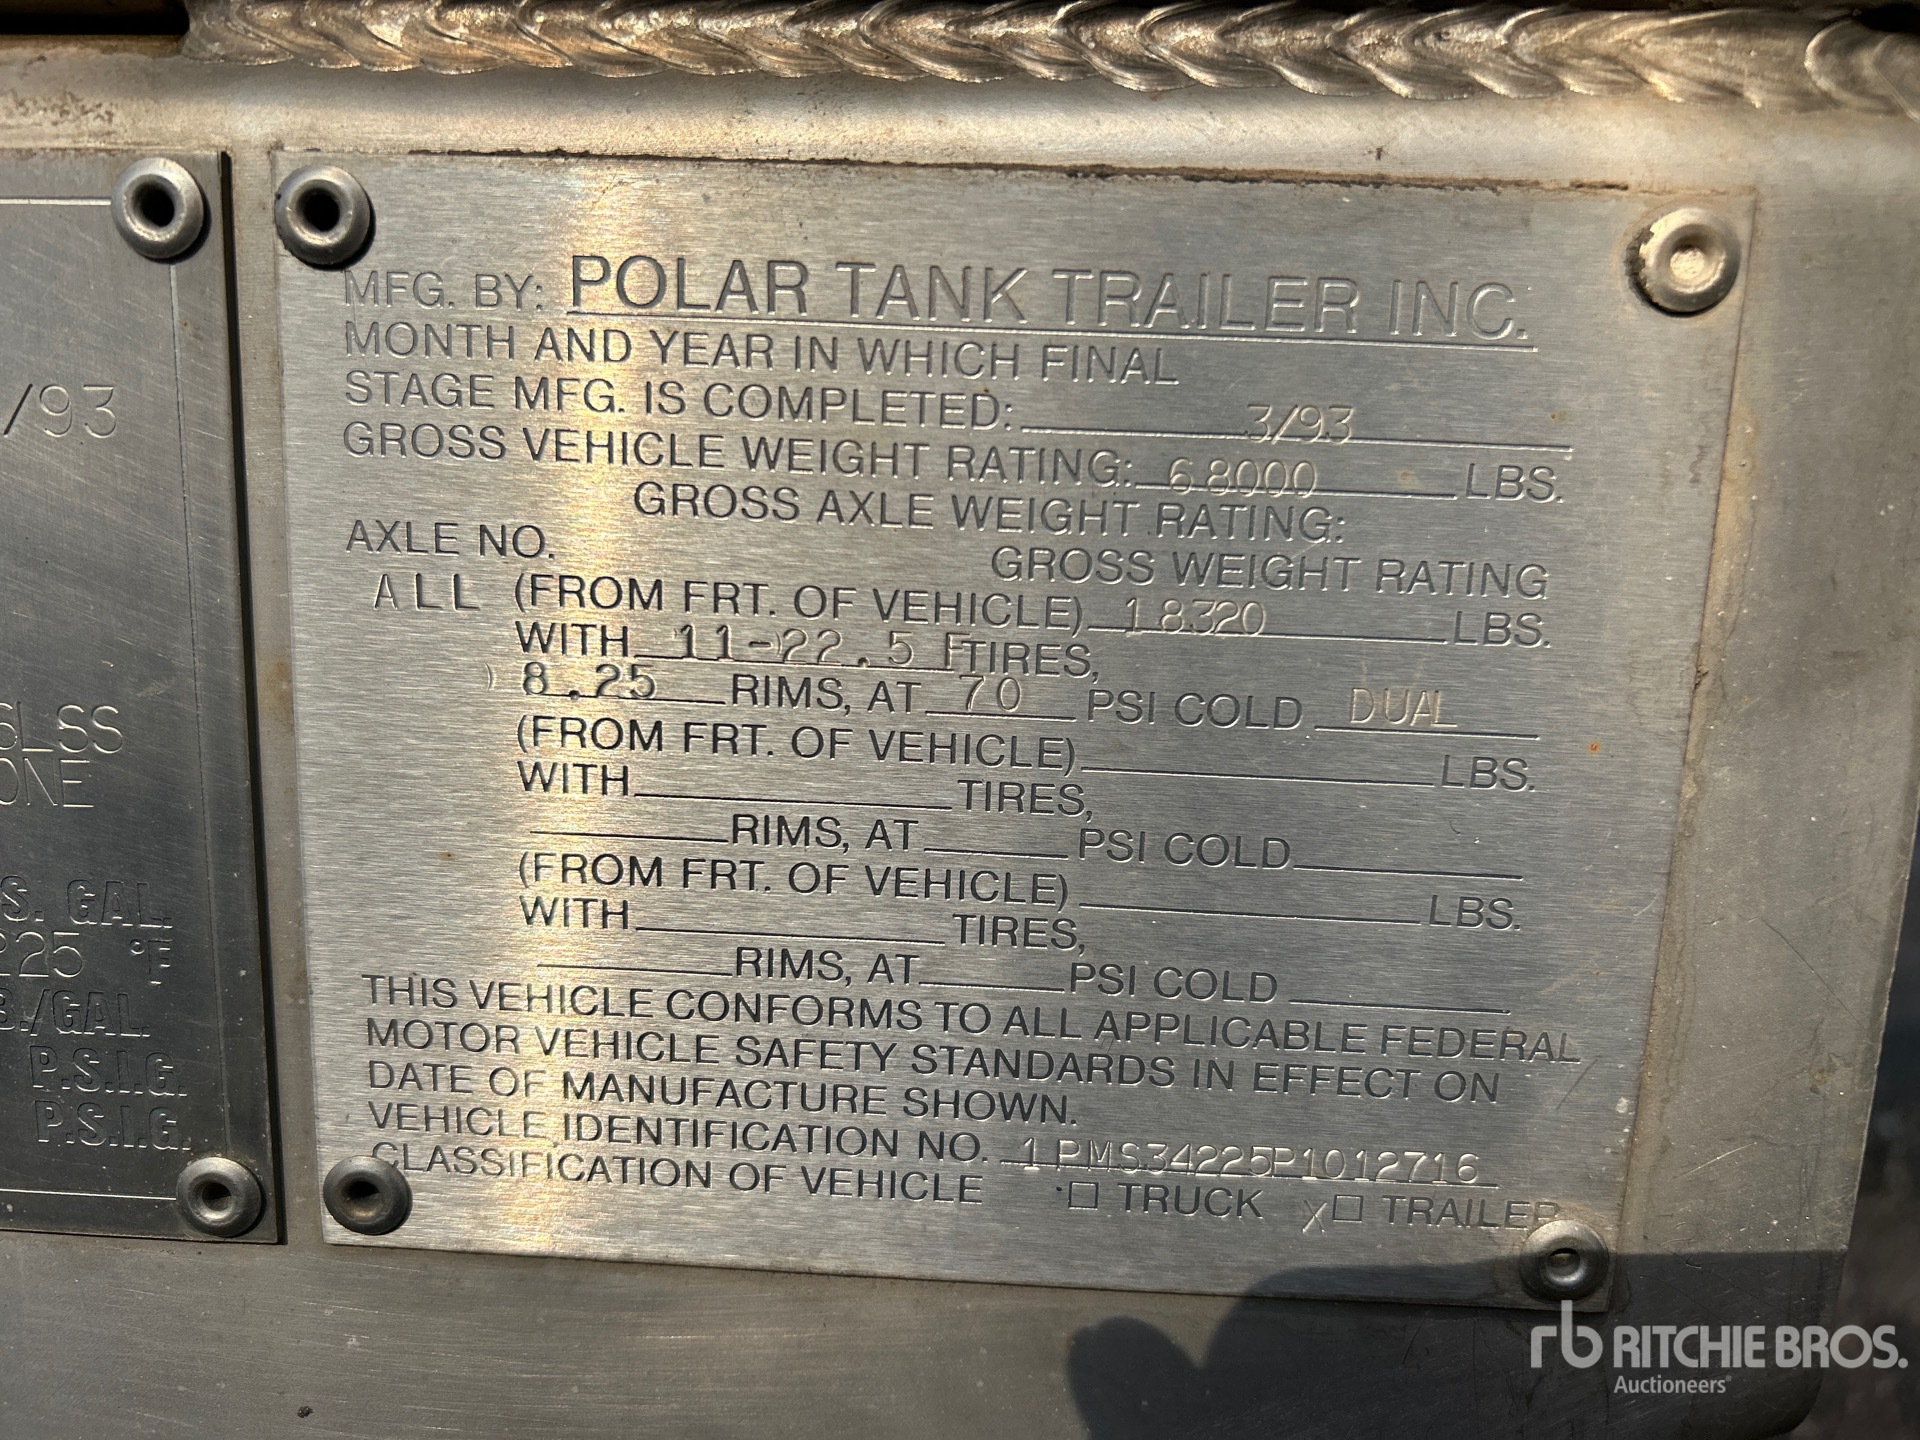 /93
6LSS
ONE
S. GAL.
225 °F
B./GAL.
P.S.I.G.
P.S.I.G.
MFG. BY: POLAR TANK TRAILER INC.
MONTH AND YEAR IN WHICH FINAL
STAGE MFG. IS COMPLETED: 3/93
GROSS VEHICLE WEIGHT RATING: 68000 LBS.
GROSS AXLE WEIGHT RATING:
AXLE NO. GROSS WEIGHT RATING
ALL (FROM FRT. OF VEHICLE) 18320 LBS.
WITH 11-22.5 F TIRES,
8.25 RIMS, AT 70 PSI COLD DUAL
(FROM FRT. OF VEHICLE) LBS.
WITH TIRES,
RIMS, AT PSI COLD
(FROM FRT. OF VEHICLE) LBS.
WITH TIRES,
RIMS, AT PSI COLD
THIS VEHICLE CONFORMS TO ALL APPLICABLE FEDERAL
MOTOR VEHICLE SAFETY STANDARDS IN EFFECT ON
DATE OF MANUFACTURE SHOWN.
VEHICLE IDENTIFICATION NO. 1PMS34225P1012716
CLASSIFICATION OF VEHICLE □ TRUCK X□ TRAILER
rb RITCHIE BROS.
Auctioneers